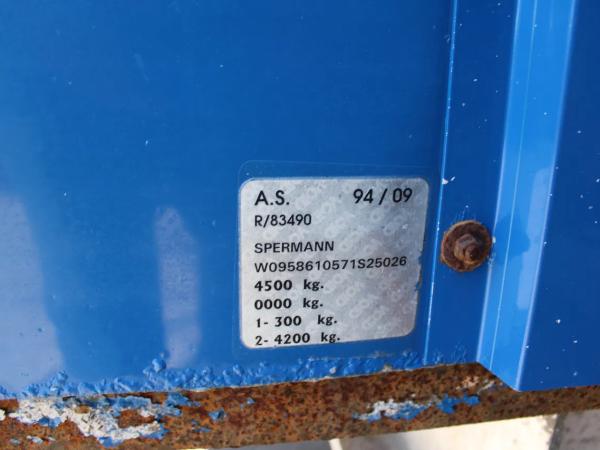 A.S. 94 / 09
R/83490
SPERMANN
W0958610571S25026
4500 kg.
0000 kg.
1- 300 kg.
2- 4200 kg.